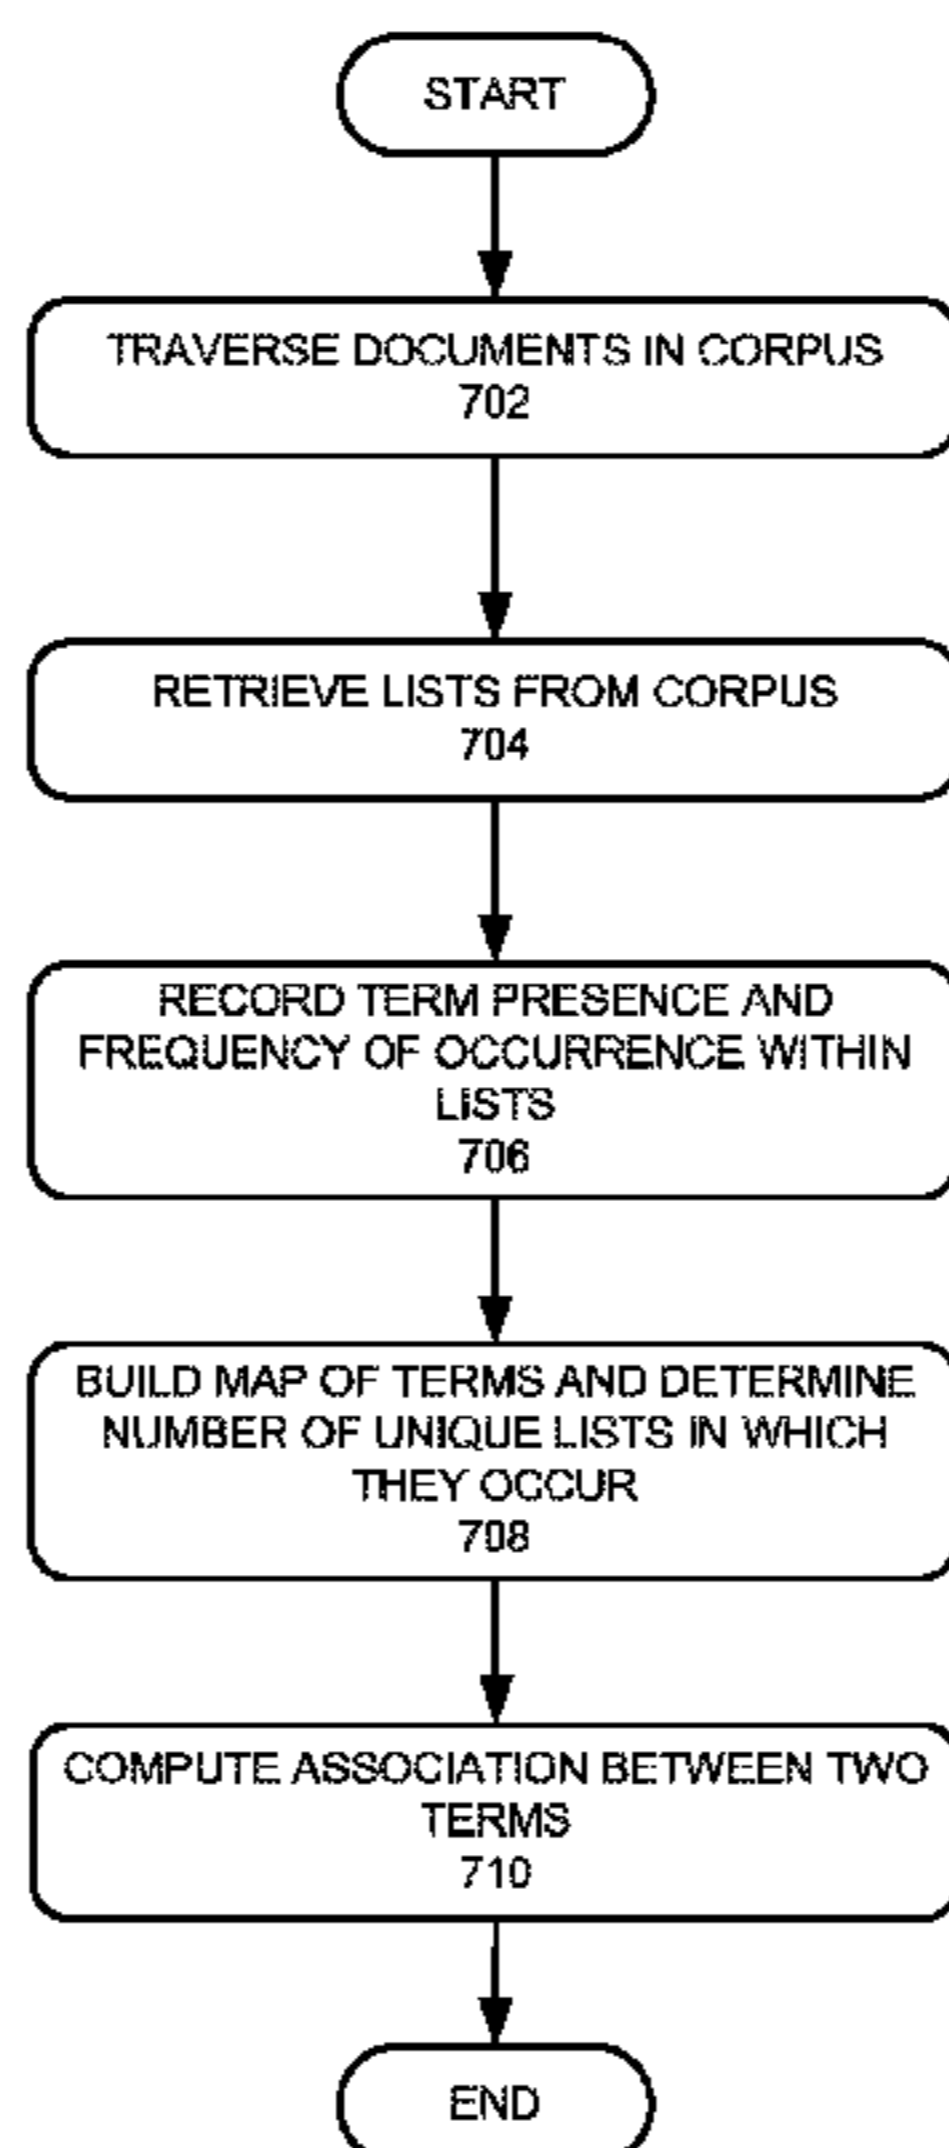 START
TRAVERSE DOCUMENTS IN CORPUS
702
RETRIEVE LISTS FROM CORPUS
704
RECORD TERM PRESENCE AND
FREQUENCY OF OCCURRENCE WITHIN
LISTS
706
BUILD MAP OF TERMS AND DETERMINE
NUMBER OF UNIQUE LISTS IN WHICH
THEY OCCUR
708
COMPUTE ASSOCIATION BETWEEN TWO
TERMS
710
END